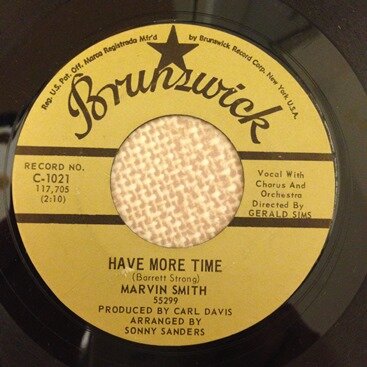 Reg. U.S. Pat. Off. Marca Registrada Mfr'd by Brunswick Record Corp. New York U.S.A.
Brunswick
RECORD NO.
C-1021
117,705
(2:10)
Vocal With
Chorus And
Orchestra
Directed By
GERALD SIMS
HAVE MORE TIME
(Barrett Strong)
MARVIN SMITH
55299
PRODUCED BY CARL DAVIS
ARRANGED BY
SONNY SANDERS